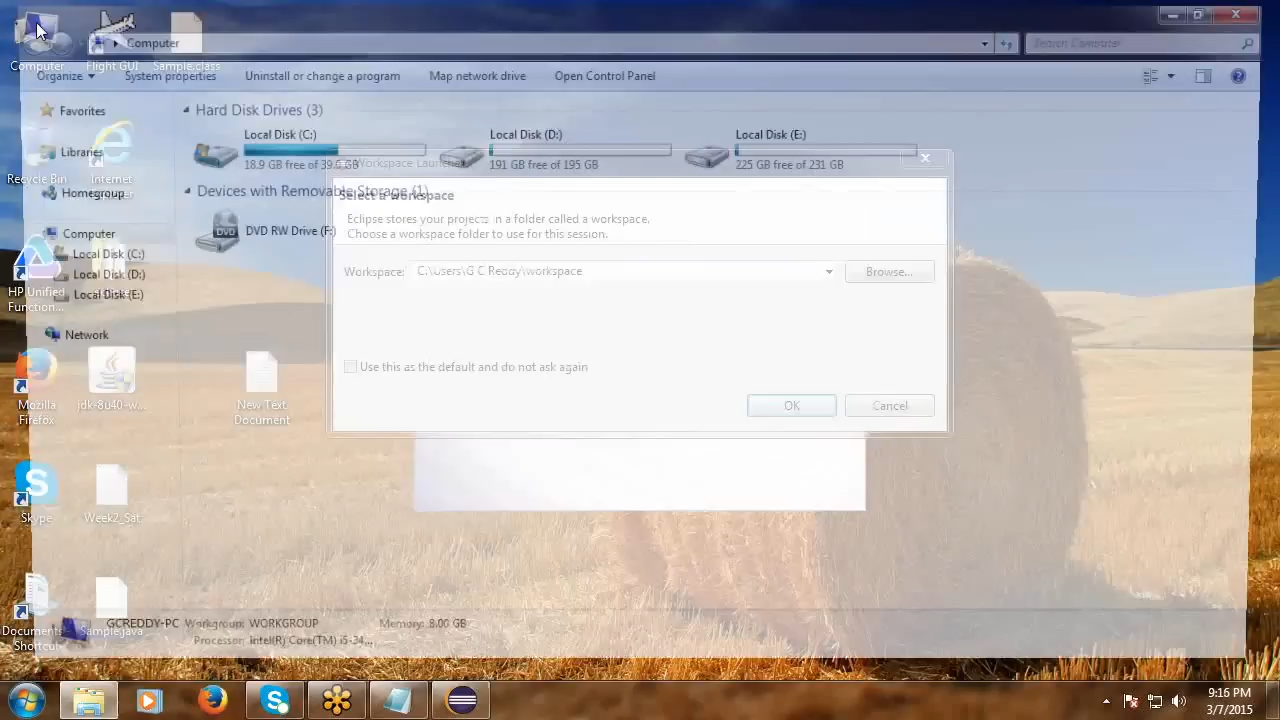 Computer
Search Computer
Computer
Flight GUI
Sample.class
Organize
System properties
Uninstall or change a program
Map network drive
Open Control Panel
Favorites
Hard Disk Drives (3)
Local Disk (C:)
Local Disk (D:)
Local Disk (E:)
18.9 GB free of 39.0 GB
191 GB free of 195 GB
225 GB free of 231 GB
Libraries
Workspace Launcher
Recycle Bin
Internet
Homegroup
Devices with Removable Storage (1)
Select a workspace
Eclipse stores your projects in a folder called a workspace.
Choose a workspace folder to use for this session.
DVD
DVD RW Drive (F:)
Computer
Local Disk (C:)
Local Disk (D:)
Local Disk (E:)
Workspace:
C:\Users\G C Reddy\workspace
Browse...
HP Unified
Function...
Network
Use this as the default and do not ask again
OK
Cancel
Mozilla
Firefox
jdk-8u40-w...
New Text
Document
Skype
Week2_Sat
Documents -
Shortcut
Sample.java
GCREDDY-PC
Workgroup: WORKGROUP
Memory: 8.00 GB
Processor: Intel(R) Core(TM) i5-34...
9:16 PM
3/7/2015